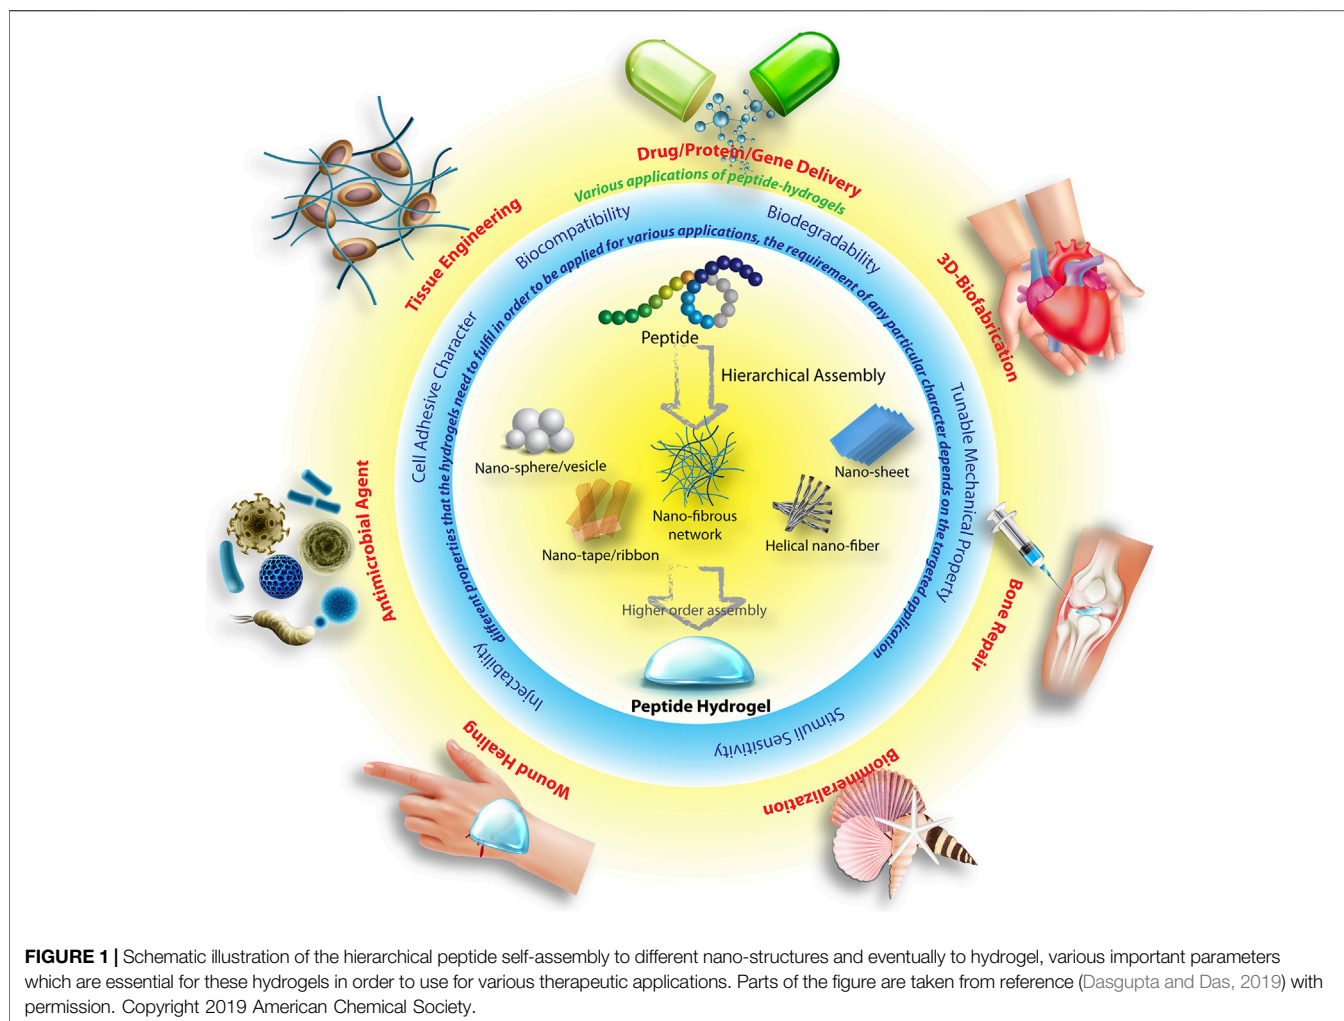 Drug/Protein/Gene Delivery
Various applications of peptide-hydrogels
Tissue Engineering
3D-Biofabrication
Antimicrobial Agent
Bone Repair
Wound Healing
Biomineralization
Biocompatibility
Biodegradability
Cell Adhesive Character
Tunable Mechanical Property
Injectability
Stimuli Sensitivity
different properties that the hydrogels need to fulfil in order to be applied for various applications, the requirement of any particular character depends on the targeted application
Peptide
Hierarchical Assembly
Nano-sphere/vesicle
Nano-sheet
Nano-fibrous
network
Nano-tape/ribbon
Helical nano-fiber
Higher order assembly
Peptide Hydrogel
FIGURE 1 | Schematic illustration of the hierarchical peptide self-assembly to different nano-structures and eventually to hydrogel, various important parameters
which are essential for these hydrogels in order to use for various therapeutic applications. Parts of the figure are taken from reference (Dasgupta and Das, 2019) with
permission. Copyright 2019 American Chemical Society.